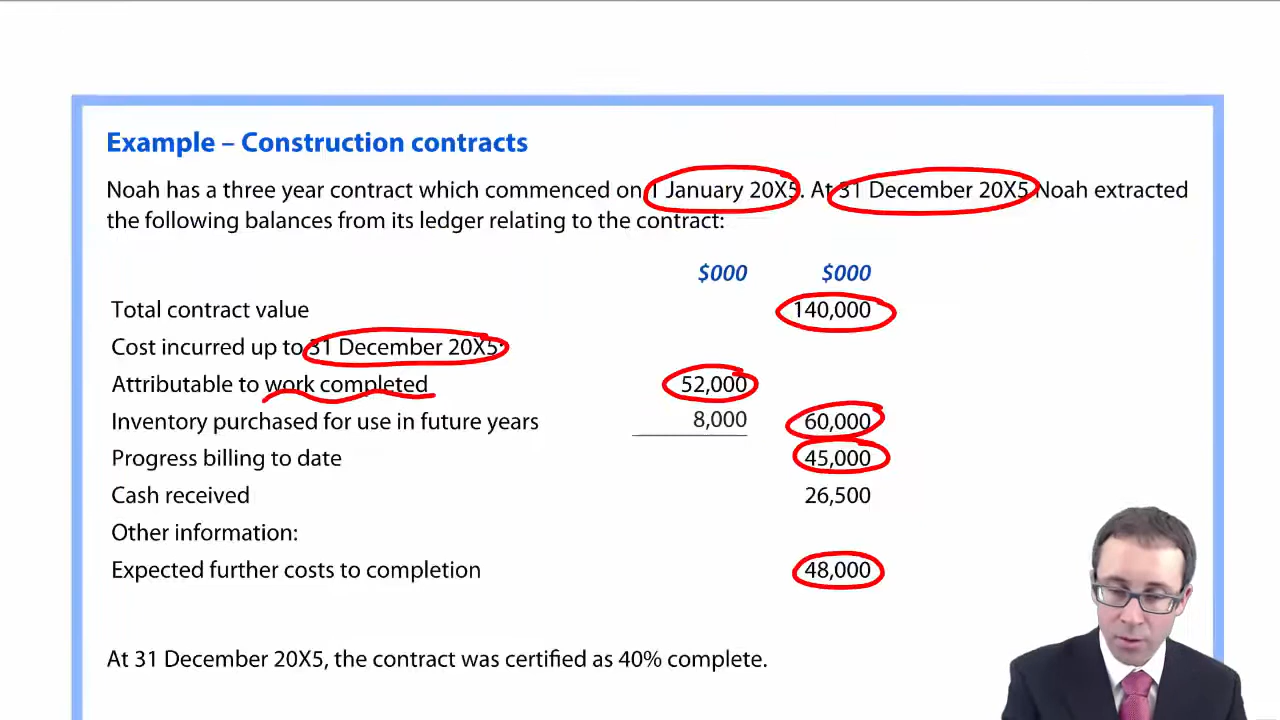 Example – Construction contracts
Noah has a three year contract which commenced on 1 January 20X5. At 31 December 20X5 Noah extracted
the following balances from its ledger relating to the contract:
$000 $000
Total contract value 140,000
Cost incurred up to 31 December 20X5:
Attributable to work completed 52,000
Inventory purchased for use in future years 8,000 60,000
Progress billing to date 45,000
Cash received 26,500
Other information:
Expected further costs to completion 48,000
At 31 December 20X5, the contract was certified as 40% complete.